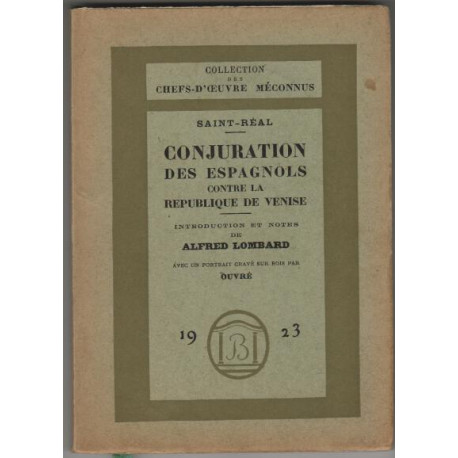 COLLECTION
DES
CHEFS-D'ŒUVRE MÉCONNUS
SAINT-RÉAL
CONJURATION
DES ESPAGNOLS
CONTRE LA
REPUBLIQUE DE VENISE
INTRODUCTION ET NOTES
DE
ALFRED LOMBARD
AVEC UN PORTRAIT GRAVÉ SUR BOIS PAR
OUVRÉ
19 B 23